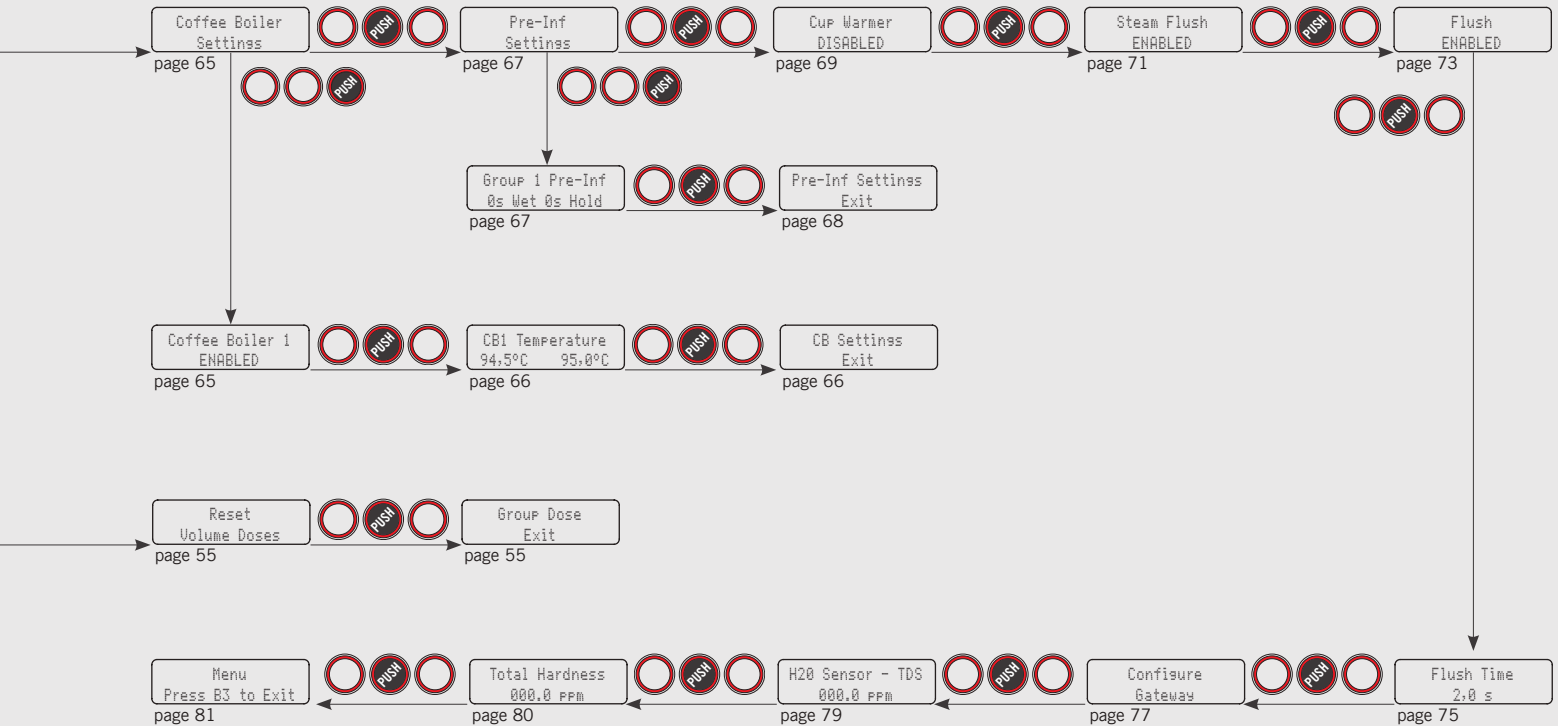 Coffee Boiler
Settings
page 65
PUSH
Pre-Inf
Settings
page 67
PUSH
Cup Warmer
DISABLED
page 69
PUSH
Steam Flush
ENABLED
page 71
PUSH
Flush
ENABLED
page 73
PUSH
PUSH
PUSH
Group 1 Pre-Inf
0s Wet 0s Hold
page 67
PUSH
Pre-Inf Settings
Exit
page 68
Coffee Boiler 1
ENABLED
page 65
PUSH
CB1 Temperature
94,5°C 95,0°C
page 66
PUSH
CB Settings
Exit
page 66
Reset
Volume Doses
page 55
PUSH
Group Dose
Exit
page 55
Menu
Press B3 to Exit
page 81
PUSH
Total Hardness
000.0 ppm
page 80
PUSH
H20 Sensor - TDS
000.0 ppm
page 79
PUSH
Configure
Gateway
page 77
PUSH
Flush Time
2,0 s
page 75